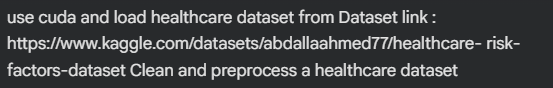 use cuda and load healthcare dataset from Dataset link :
https://www.kaggle.com/datasets/abdallaahmed77/healthcare- risk-
factors-dataset Clean and preprocess a healthcare dataset